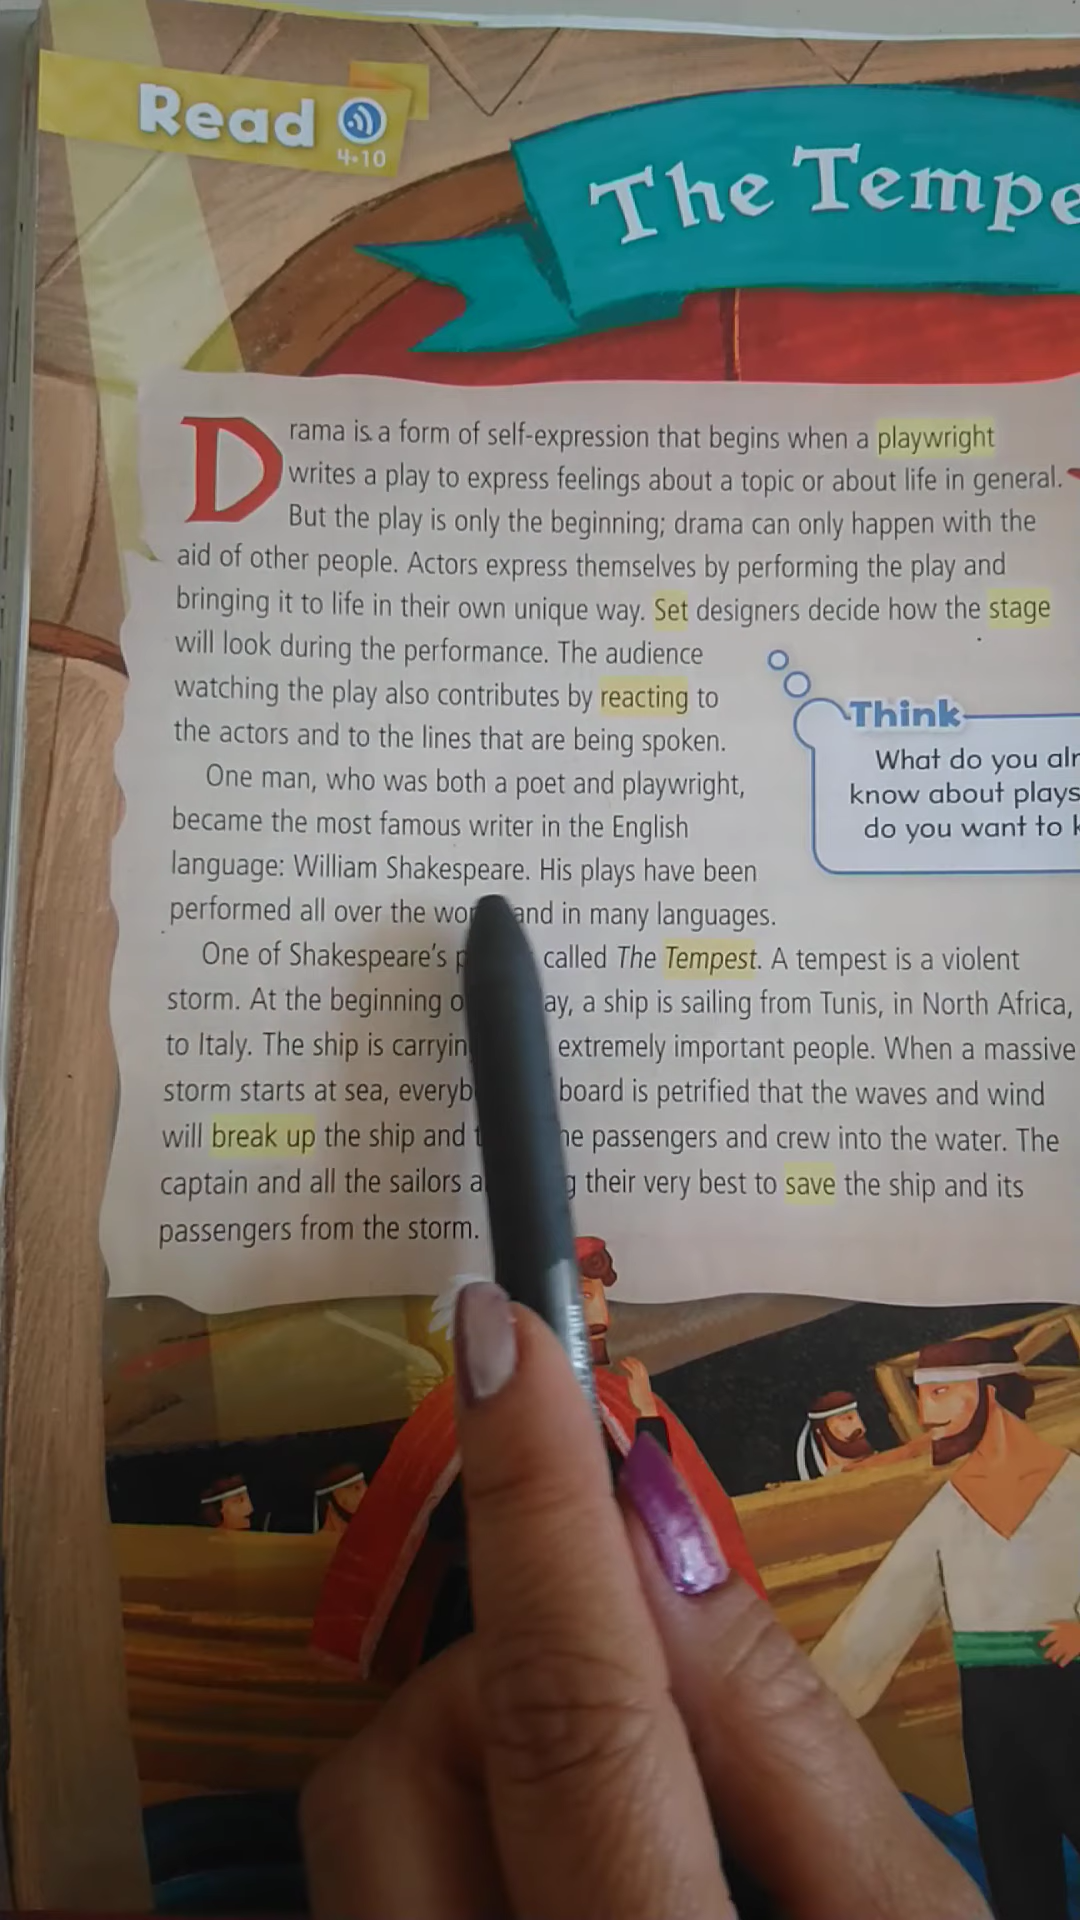 Read
4·10
The Tempe
Drama is a form of self-expression that begins when a playwright
writes a play to express feelings about a topic or about life in general.
But the play is only the beginning; drama can only happen with the
aid of other people. Actors express themselves by performing the play and
bringing it to life in their own unique way. Set designers decide how the stage
will look during the performance. The audience
watching the play also contributes by reacting to
the actors and to the lines that are being spoken.
Think
What do you alr
know about plays
do you want to k
One man, who was both a poet and playwright,
became the most famous writer in the English
language: William Shakespeare. His plays have been
performed all over the wor and in many languages.
One of Shakespeare's p called The Tempest. A tempest is a violent
storm. At the beginning o ay, a ship is sailing from Tunis, in North Africa,
to Italy. The ship is carryin extremely important people. When a massive
storm starts at sea, everyb board is petrified that the waves and wind
will break up the ship and t he passengers and crew into the water. The
captain and all the sailors a g their very best to save the ship and its
passengers from the storm.